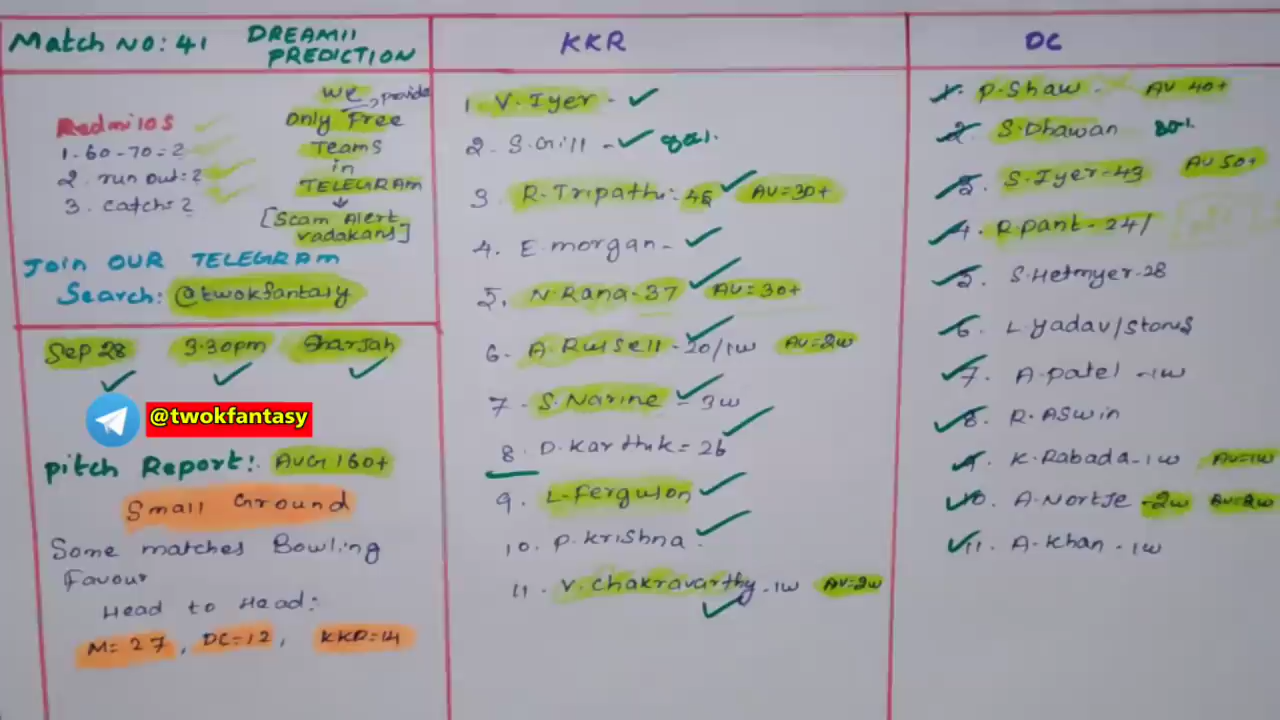 Match NO: 41 DREAM11 PREDICTION
Redmi10s
1. 60-70=2
2. run out=2
3. catch=2
We provide
Only Free
Teams
in
TELEGRAM
[Scam Alert
vadakans]
Join OUR TELEGRAM
Search: @twokfantasy
Sep 28 3.30pm Sharjah
@twokfantasy
pitch Report: AVG 160+
Small Ground
Some matches Bowling
Favour
Head to Head:
M=27, DC=12, KKR=14
KKR
1. V. Iyer -
2. S. Gill - 80%
3 R. Tripathi: 45 AV=30+
4. E. morgan -
5. N. Rana - 37 AV=30+
6. A. Russell - 20/1w AV=2w
7. S. Narine - 3w
8. D. Karthik = 26
9. L. Ferguson
10. P. Krishna.
11. V. Chakravarthy - 1w AV=2w
DC
1. P. Shaw - AV 40+
2. S. Dhawan 80%
3. S. Iyer - 43 AV 50+
4. R. pant - 24/
5. S. Hetmyer - 28
6. L. Yadav/Stonis
7. A. patel - 1w
8. R. ASwin
9. K. Rabada - 1w AV=1w
10. A. Nortje - 2w AV=2w
11. A. Khan - 1w